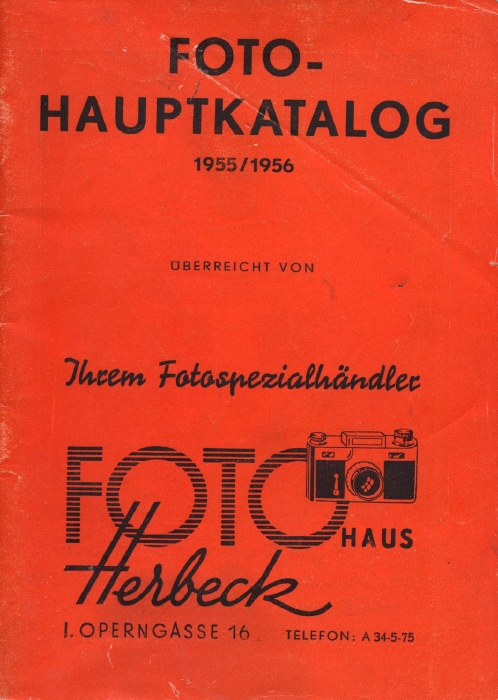 FOTO-
HAUPTKATALOG
1955/1956
ÜBERREICHT VON
Ihrem Fotospezialhändler
FOTO
HAUS
Herbeck
I. OPERNGASSE 16 TELEFON: A 34-5-75